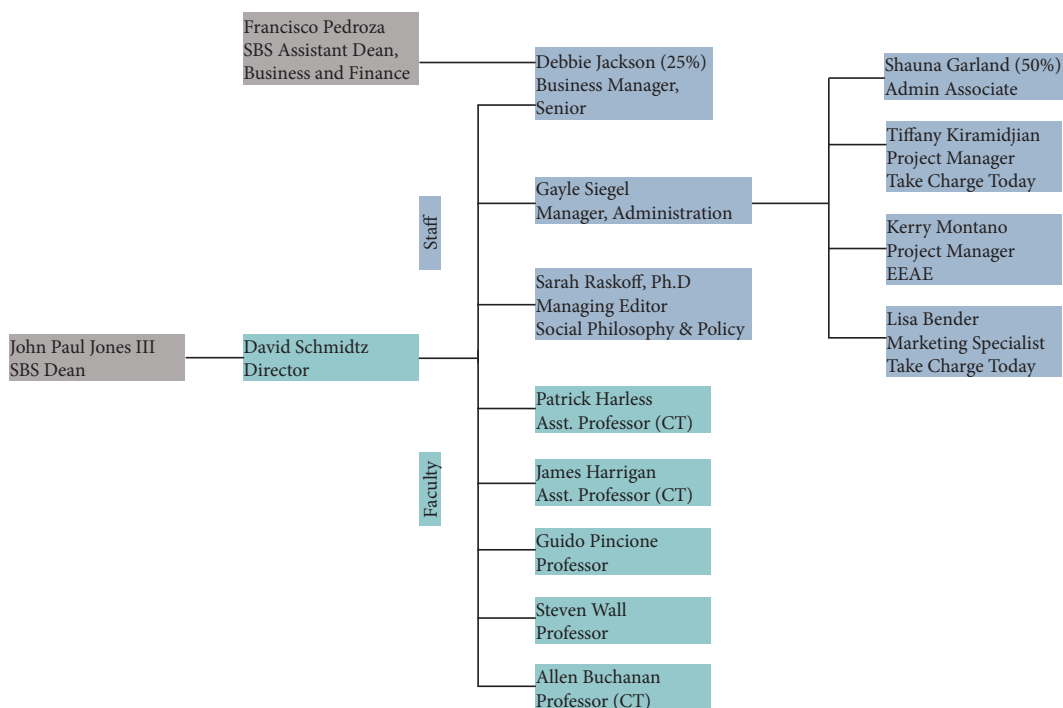 Francisco Pedroza
SBS Assistant Dean,
Business and Finance
Debbie Jackson (25%)
Business Manager,
Senior
Shauna Garland (50%)
Admin Associate
Tiffany Kiramidjian
Project Manager
Take Charge Today
Staff
Gayle Siegel
Manager, Administration
Kerry Montano
Project Manager
EEAE
Sarah Raskoff, Ph.D
Managing Editor
Social Philosophy & Policy
Lisa Bender
Marketing Specialist
Take Charge Today
John Paul Jones III
SBS Dean
David Schmidtz
Director
Patrick Harless
Asst. Professor (CT)
Faculty
James Harrigan
Asst. Professor (CT)
Guido Pincione
Professor
Steven Wall
Professor
Allen Buchanan
Professor (CT)